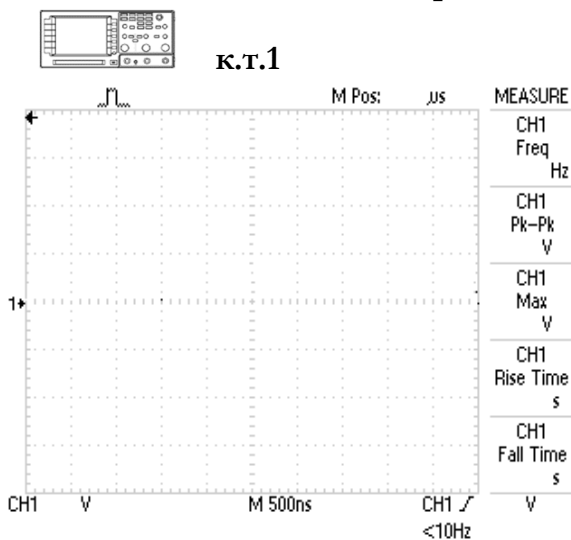 к.т.1
M Pos: µs MEASURE
CH1
Freq
Hz
CH1
Pk-Pk
V
CH1
Max
V
CH1
Rise Time
s
CH1
Fall Time
s
1
CH1 V M 500ns CH1 V
<10Hz